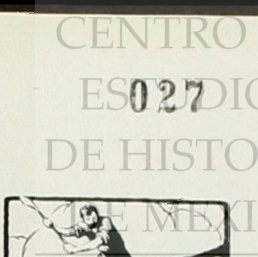 CENTRO
ESTUDIO
027
DE HISTO
DE MEXI